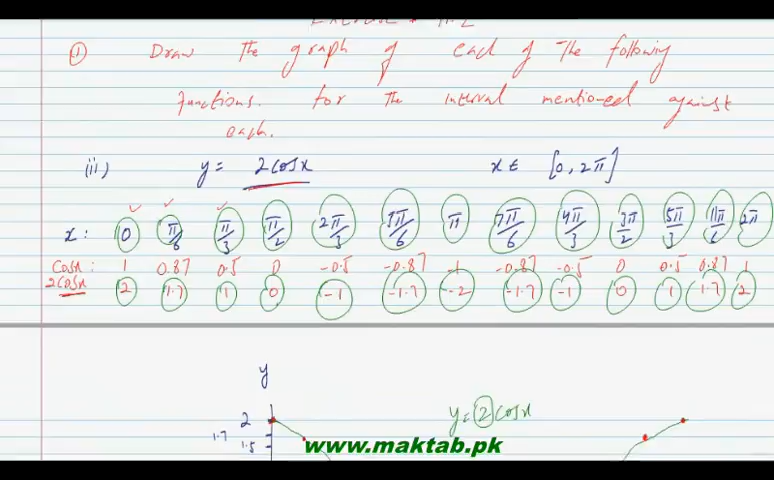 Exercise # 11.2
① Draw the graph of each of the following
functions. for the interval mentioned against
each.
(ii) y = 2cosx x ∈ [0, 2π]
x: 0 π/6 π/3 π/2 2π/3 5π/6 π 7π/6 4π/3 3π/2 5π/3 11π/6 2π
cosx: 1 0.87 0.5 0 -0.5 -0.87 -1 -0.87 -0.5 0 0.5 0.87 1
2cosx 2 1.7 1 0 -1 -1.7 -2 -1.7 -1 0 1 1.7 2
y
y = 2cosx
2
1.7
1.5
www.maktab.pk